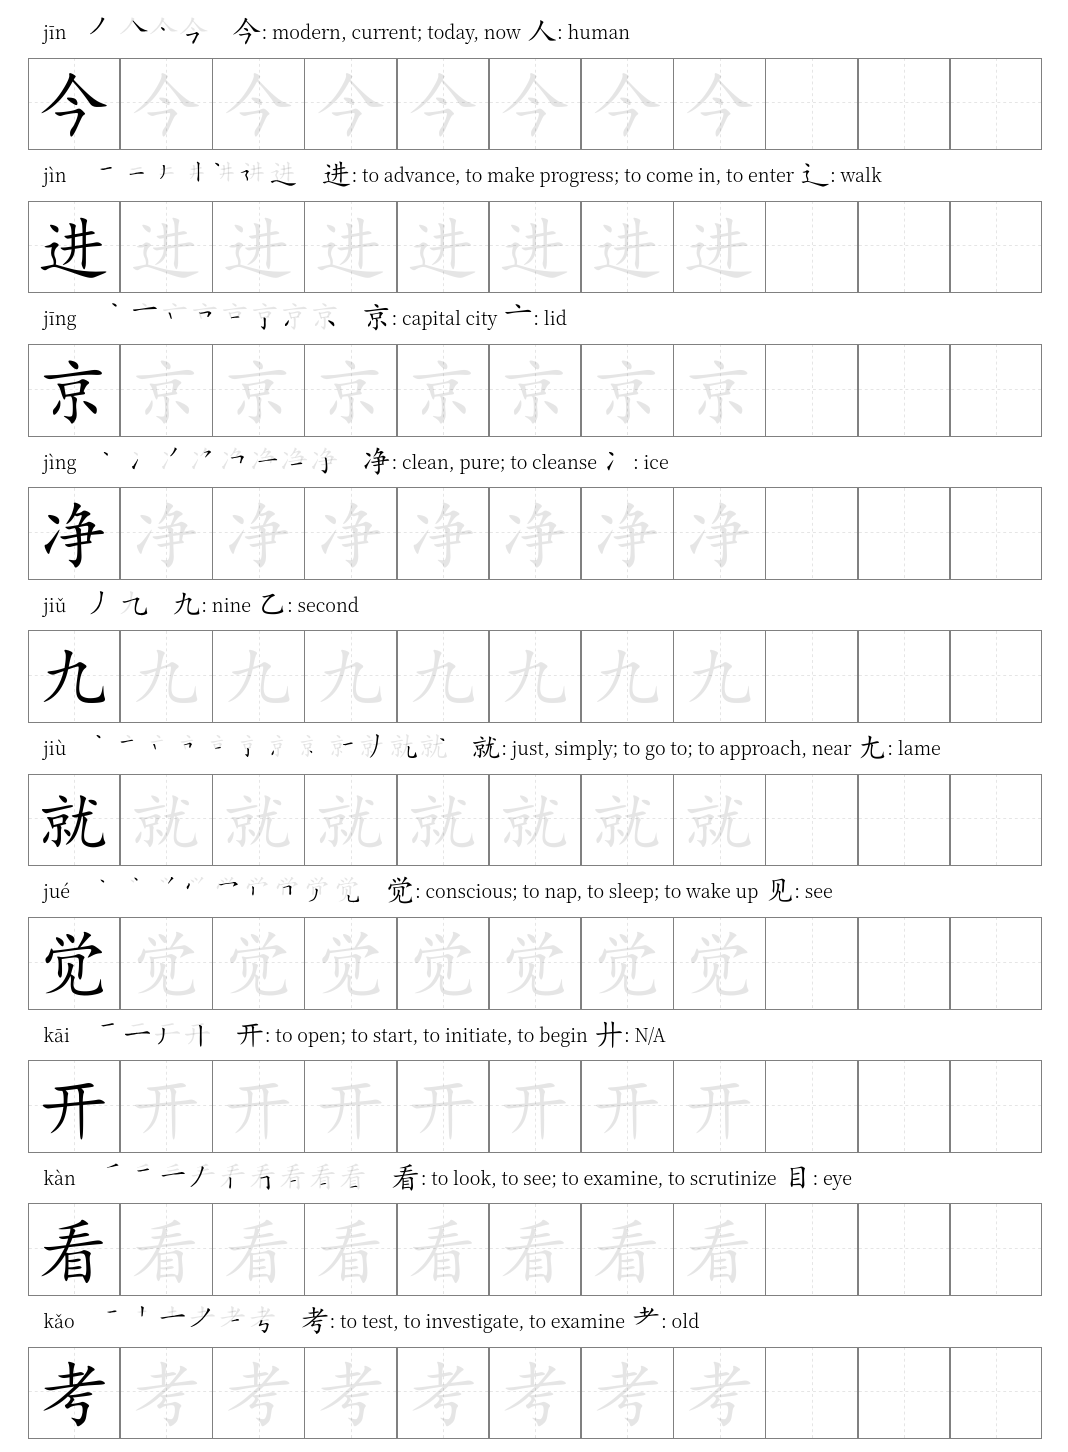 jīn 今: modern, current; today, now 人: human
今 今 今 今 今 今 今 今
jìn 进: to advance, to make progress; to come in, to enter 辶: walk
进 进 进 进 进 进 进 进
jīng 京: capital city 亠: lid
京 京 京 京 京 京 京 京
jìng 净: clean, pure; to cleanse 冫: ice
净 净 净 净 净 净 净 净
jiǔ 九: nine 乙: second
九 九 九 九 九 九 九 九
jiù 就: just, simply; to go to; to approach, near 尢: lame
就 就 就 就 就 就 就 就
jué 觉: conscious; to nap, to sleep; to wake up 见: see
觉 觉 觉 觉 觉 觉 觉 觉
kāi 开: to open; to start, to initiate, to begin 廾: N/A
开 开 开 开 开 开 开 开
kàn 看: to look, to see; to examine, to scrutinize 目: eye
看 看 看 看 看 看 看 看
kǎo 考: to test, to investigate, to examine 耂: old
考 考 考 考 考 考 考 考